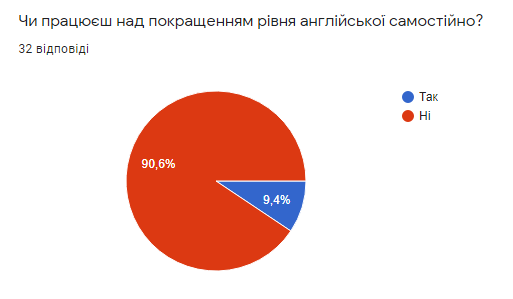 Чи працюєш над покращенням рівня англійської самостійно?
32 відповіді
Так
Ні
90,6%
9,4%